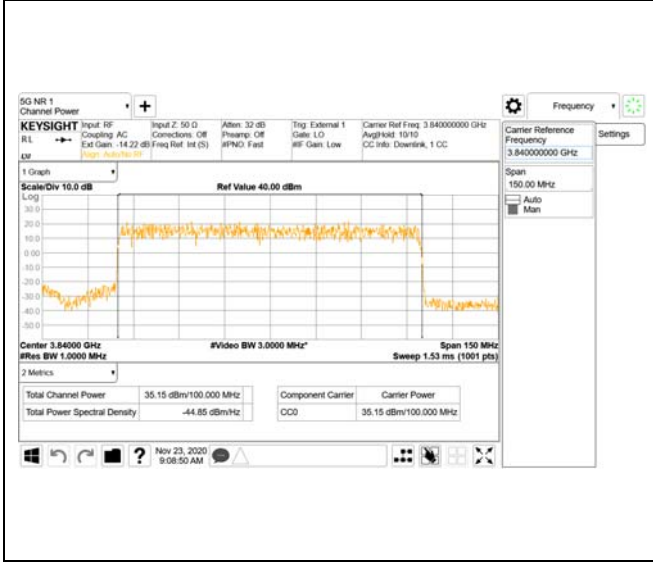 5G NR 1
Channel Power
Frequency
KEYSIGHT
RL
Input: RF
Coupling: AC
Ext Gain: -14.22 dB
Align: Auto/No RF
Input Z: 50 Ω
Corrections: Off
Freq Ref: Int (S)
Atten: 32 dB
Preamp: Off
#PNO: Fast
Trig: External 1
Gate: LO
#IF Gain: Low
Carrier Ref Freq: 3.840000000 GHz
Avg|Hold: 10/10
CC Info: Downlink, 1 CC
Carrier Reference
Frequency
3.840000000 GHz
Settings
Span
150.00 MHz
Auto
Man
1 Graph
Scale/Div 10.0 dB
Ref Value 40.00 dBm
Log
30.0
20.0
10.0
0.00
-10.0
-20.0
-30.0
-40.0
-50.0
Center 3.84000 GHz
#Video BW 3.0000 MHz*
Span 150 MHz
#Res BW 1.0000 MHz
Sweep 1.53 ms (1001 pts)
2 Metrics
Total Channel Power 35.15 dBm/100.000 MHz
Total Power Spectral Density -44.85 dBm/Hz
Component Carrier Carrier Power
CC0 35.15 dBm/100.000 MHz
?
Nov 23, 2020
9:08:50 AM